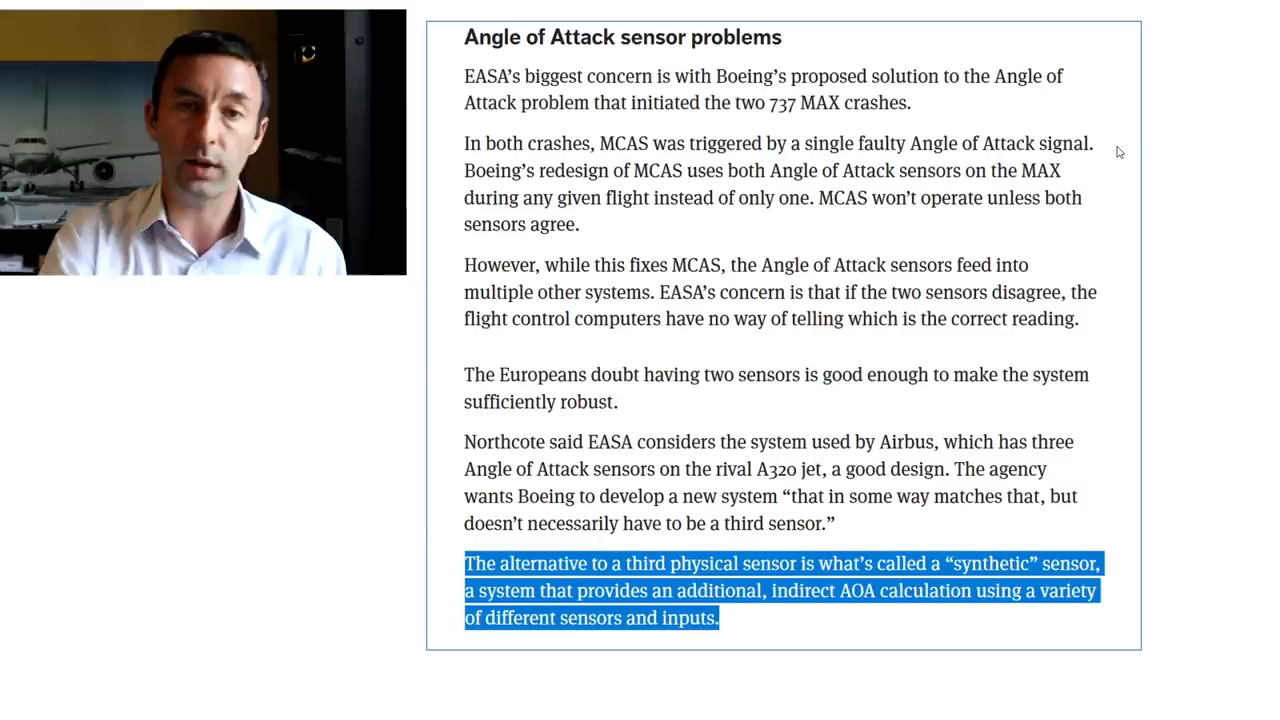 Angle of Attack sensor problems
EASA’s biggest concern is with Boeing’s proposed solution to the Angle of
Attack problem that initiated the two 737 MAX crashes.
In both crashes, MCAS was triggered by a single faulty Angle of Attack signal.
Boeing’s redesign of MCAS uses both Angle of Attack sensors on the MAX
during any given flight instead of only one. MCAS won’t operate unless both
sensors agree.
However, while this fixes MCAS, the Angle of Attack sensors feed into
multiple other systems. EASA’s concern is that if the two sensors disagree, the
flight control computers have no way of telling which is the correct reading.
The Europeans doubt having two sensors is good enough to make the system
sufficiently robust.
Northcote said EASA considers the system used by Airbus, which has three
Angle of Attack sensors on the rival A320 jet, a good design. The agency
wants Boeing to develop a new system “that in some way matches that, but
doesn’t necessarily have to be a third sensor.”
The alternative to a third physical sensor is what’s called a “synthetic” sensor,
a system that provides an additional, indirect AOA calculation using a variety
of different sensors and inputs.